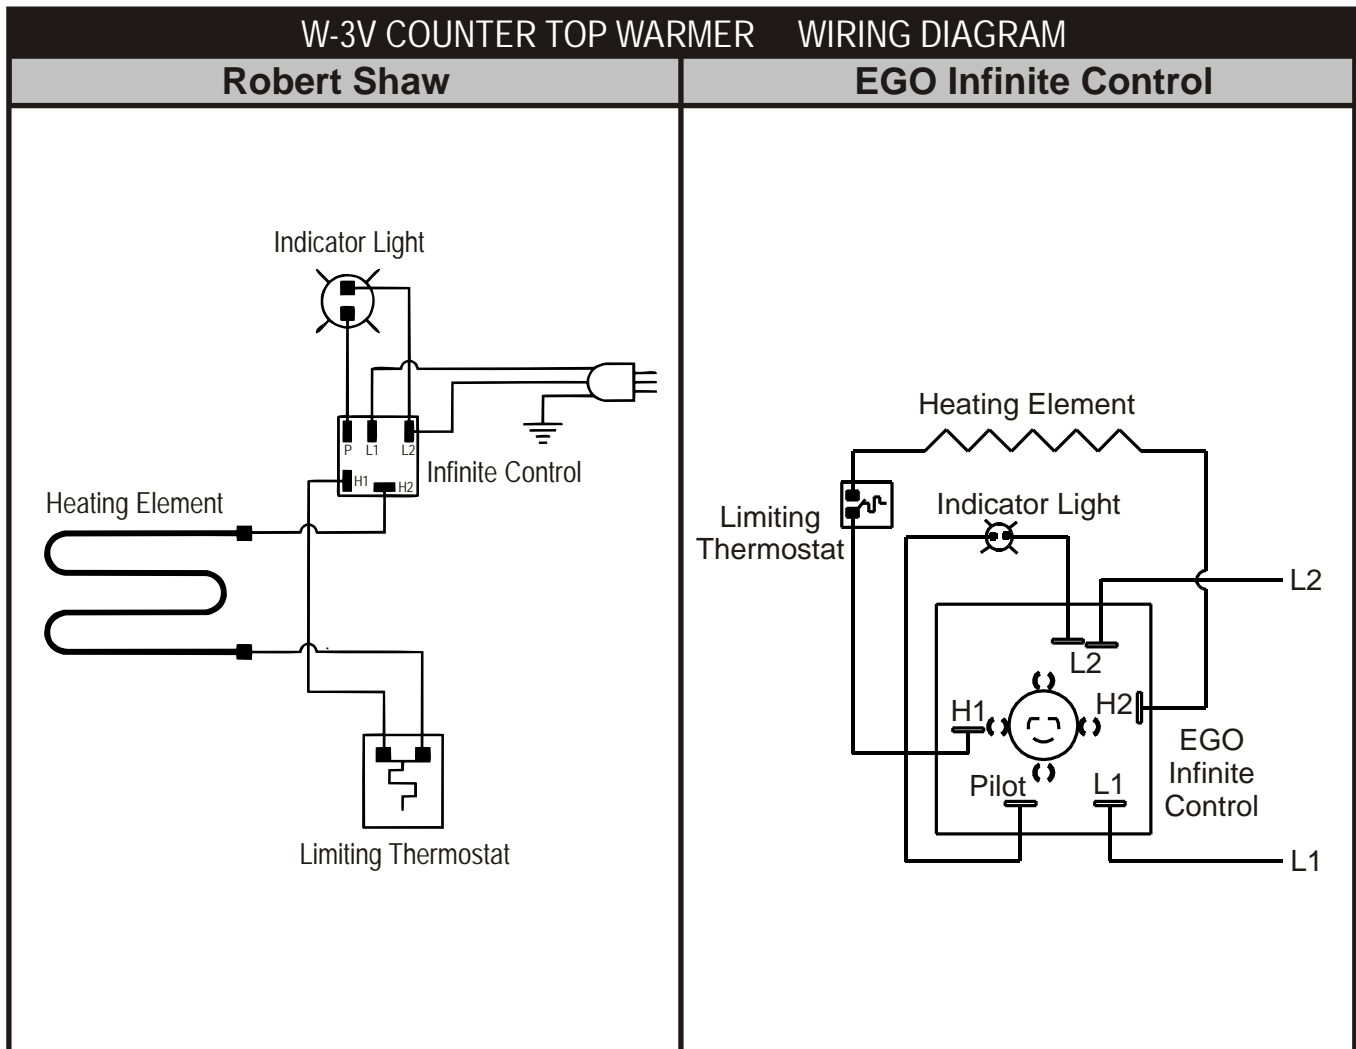 W-3V COUNTER TOP WARMER WIRING DIAGRAM
Robert Shaw
Indicator Light
P L1 L2
H1 H2
Infinite Control
Heating Element
Limiting Thermostat
EGO Infinite Control
Heating Element
Limiting
Thermostat
Indicator Light
L2
L2
H1
H2
EGO
Infinite
Control
Pilot
L1
L1